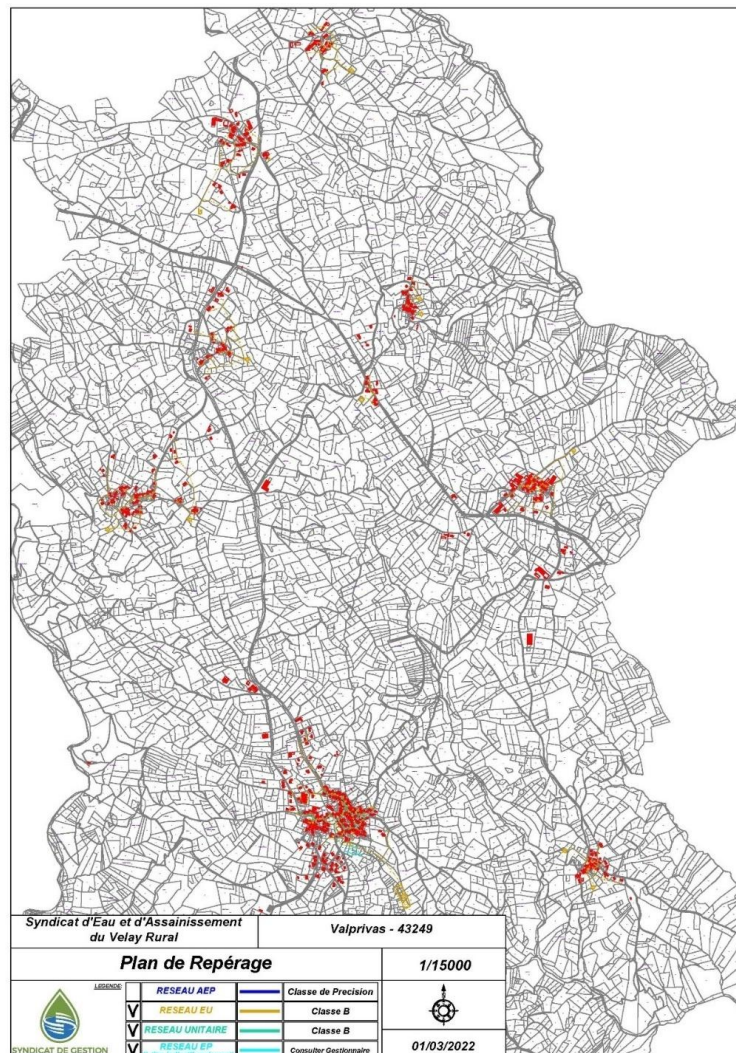 Syndicat d'Eau et d'Assainissement
du Velay Rural
Valprivas - 43249
Plan de Repérage
1/15000
LEGENDE:
RESEAU AEP
Classe de Precision
V
RESEAU EU
Classe B
V
RESEAU UNITAIRE
Classe B
V
RESEAU EP
Consulter Gestionnaire
SYNDICAT DE GESTION
01/03/2022